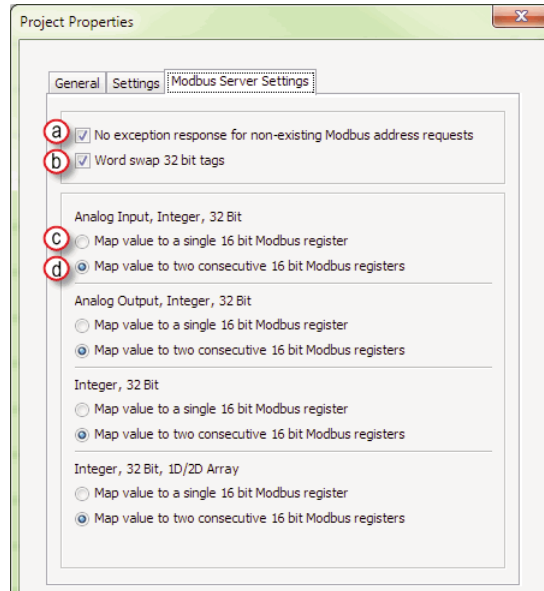 Project Properties
x
General Settings Modbus Server Settings
a No exception response for non-existing Modbus address requests
b Word swap 32 bit tags
Analog Input, Integer, 32 Bit
c Map value to a single 16 bit Modbus register
d Map value to two consecutive 16 bit Modbus registers
Analog Output, Integer, 32 Bit
Map value to a single 16 bit Modbus register
Map value to two consecutive 16 bit Modbus registers
Integer, 32 Bit
Map value to a single 16 bit Modbus register
Map value to two consecutive 16 bit Modbus registers
Integer, 32 Bit, 1D/2D Array
Map value to a single 16 bit Modbus register
Map value to two consecutive 16 bit Modbus registers